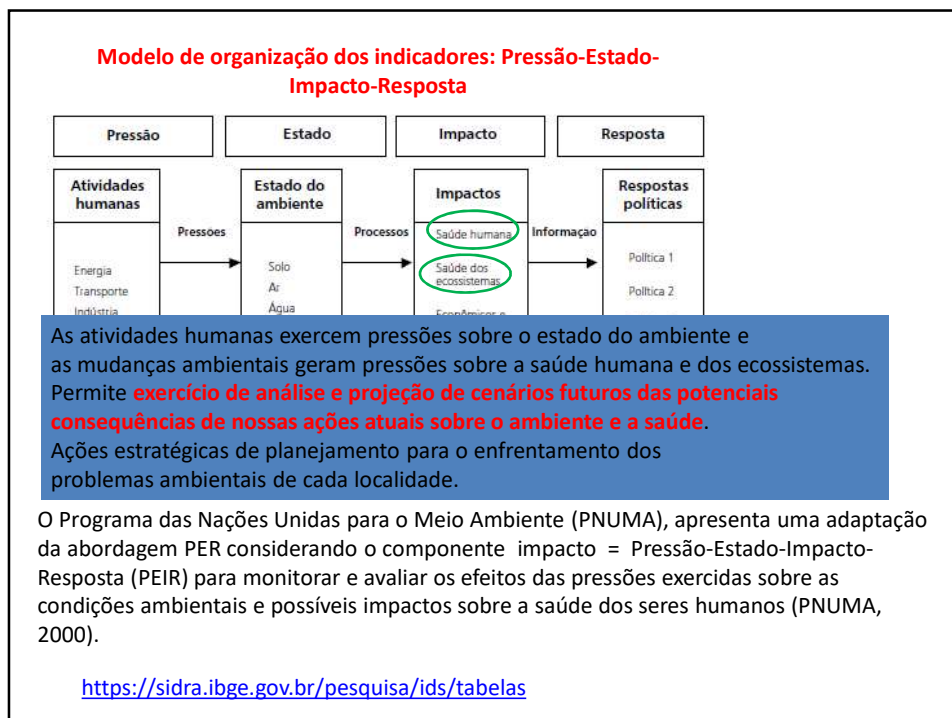 Modelo de organização dos indicadores: Pressão-Estado-
Impacto-Resposta
Pressão
Estado
Impacto
Resposta
Atividades
humanas
Pressões
Estado do
ambiente
Processos
Impactos
Informação
Respostas
políticas
Energia
Transporte
Indústria
Solo
Ar
Água
Saúde humana
Saúde dos
ecossistemas
Econômicos e
Política 1
Política 2
As atividades humanas exercem pressões sobre o estado do ambiente e
as mudanças ambientais geram pressões sobre a saúde humana e dos ecossistemas.
Permite exercício de análise e projeção de cenários futuros das potenciais
consequências de nossas ações atuais sobre o ambiente e a saúde.
Ações estratégicas de planejamento para o enfrentamento dos
problemas ambientais de cada localidade.
O Programa das Nações Unidas para o Meio Ambiente (PNUMA), apresenta uma adaptação
da abordagem PER considerando o componente impacto = Pressão-Estado-Impacto-
Resposta (PEIR) para monitorar e avaliar os efeitos das pressões exercidas sobre as
condições ambientais e possíveis impactos sobre a saúde dos seres humanos (PNUMA,
2000).
https://sidra.ibge.gov.br/pesquisa/ids/tabelas